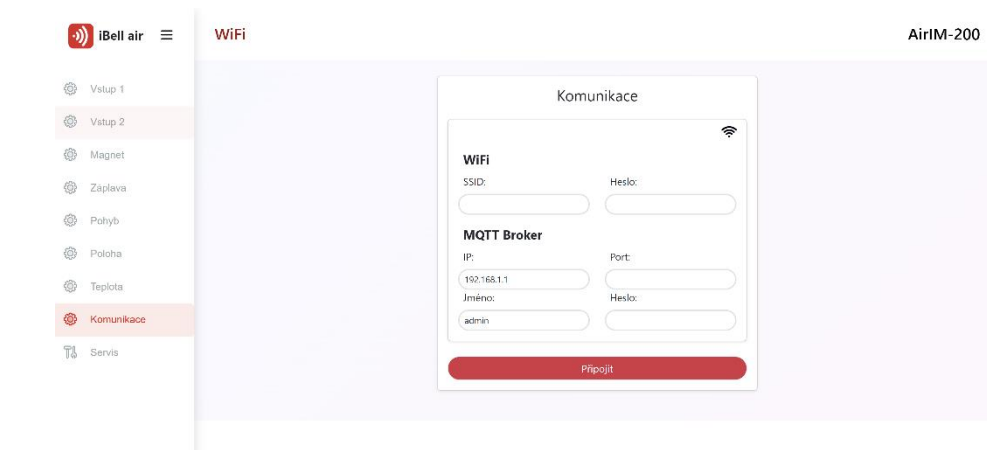 iBell air
WiFi
AirIM-200
Vstup 1
Vstup 2
Magnet
Záplava
Pohyb
Poloha
Teplota
Komunikace
Servis
Komunikace
WiFi
SSID: Heslo:
MQTT Broker
IP: Port:
192.168.1.1
Jméno: Heslo:
admin
Připojit